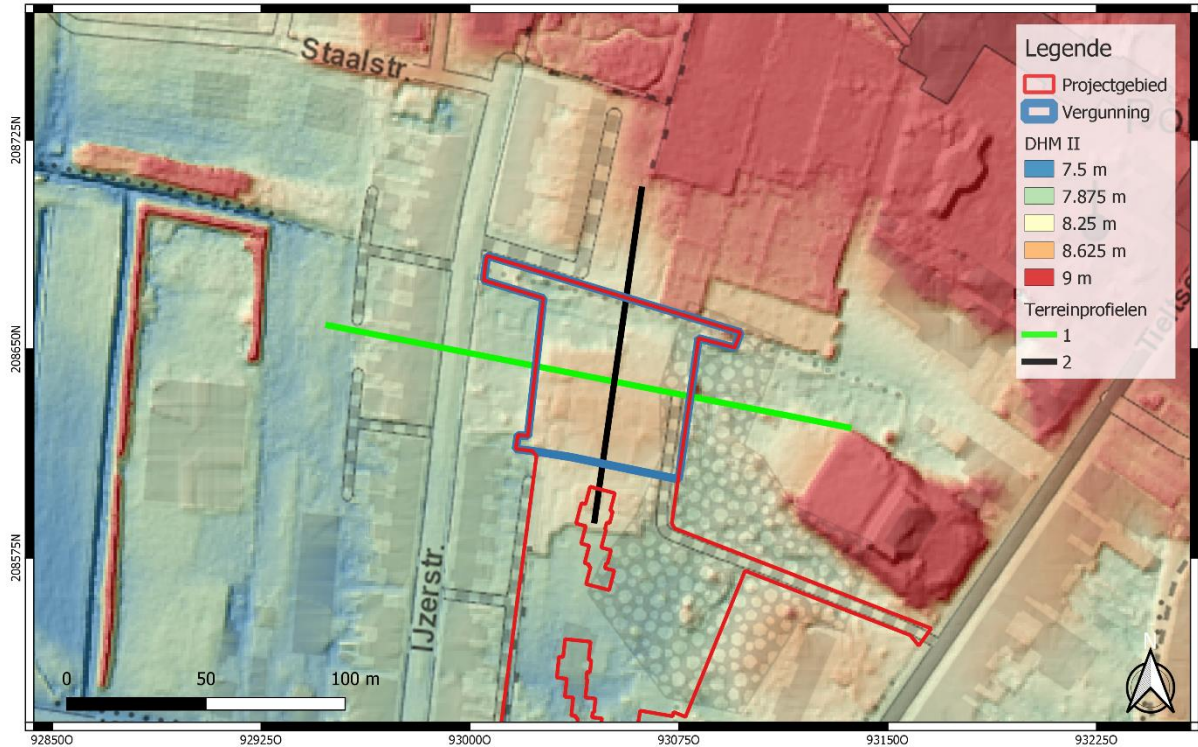 Staalstr.
IJzerstr.
Legende
Projectgebied
Vergunning
DHM II
7.5 m
7.875 m
8.25 m
8.625 m
9 m
Terreinprofielen
1
2
208725N
208650N
208575N
0 50 100 m
N
928500 929250 930000 930750 931500 932250